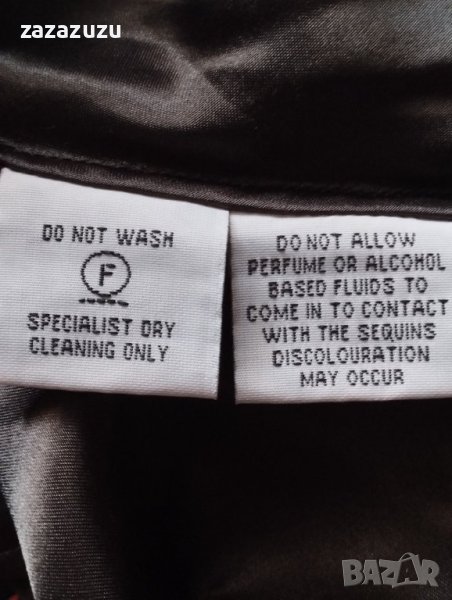 zazazuzu
DO NOT WASH
F
SPECIALIST DRY
CLEANING ONLY
DO NOT ALLOW
PERFUME OR ALCOHOL
BASED FLUIDS TO
COME IN TO CONTACT
WITH THE SEQUINS
DISCOLOURATION
MAY OCCUR
BAZAR